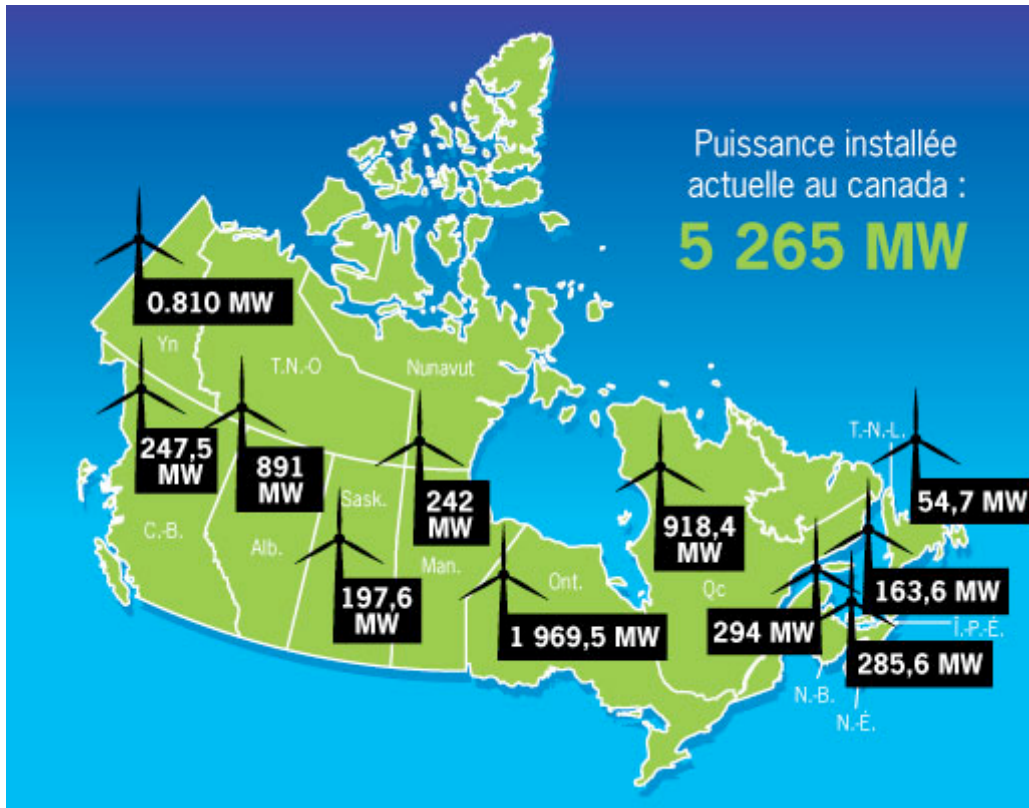 Puissance installée
actuelle au canada :
5 265 MW
0.810 MW
Yn
T.N.-O
Nunavut
247,5
MW
891
MW
242
MW
918,4
MW
T.-N.-L.
54,7 MW
C.-B.
Alb.
Sask.
197,6
MW
Man.
Ont.
1 969,5 MW
Qc
294 MW
163,6 MW
Î.-P.-É.
285,6 MW
N.-B.
N.-É.